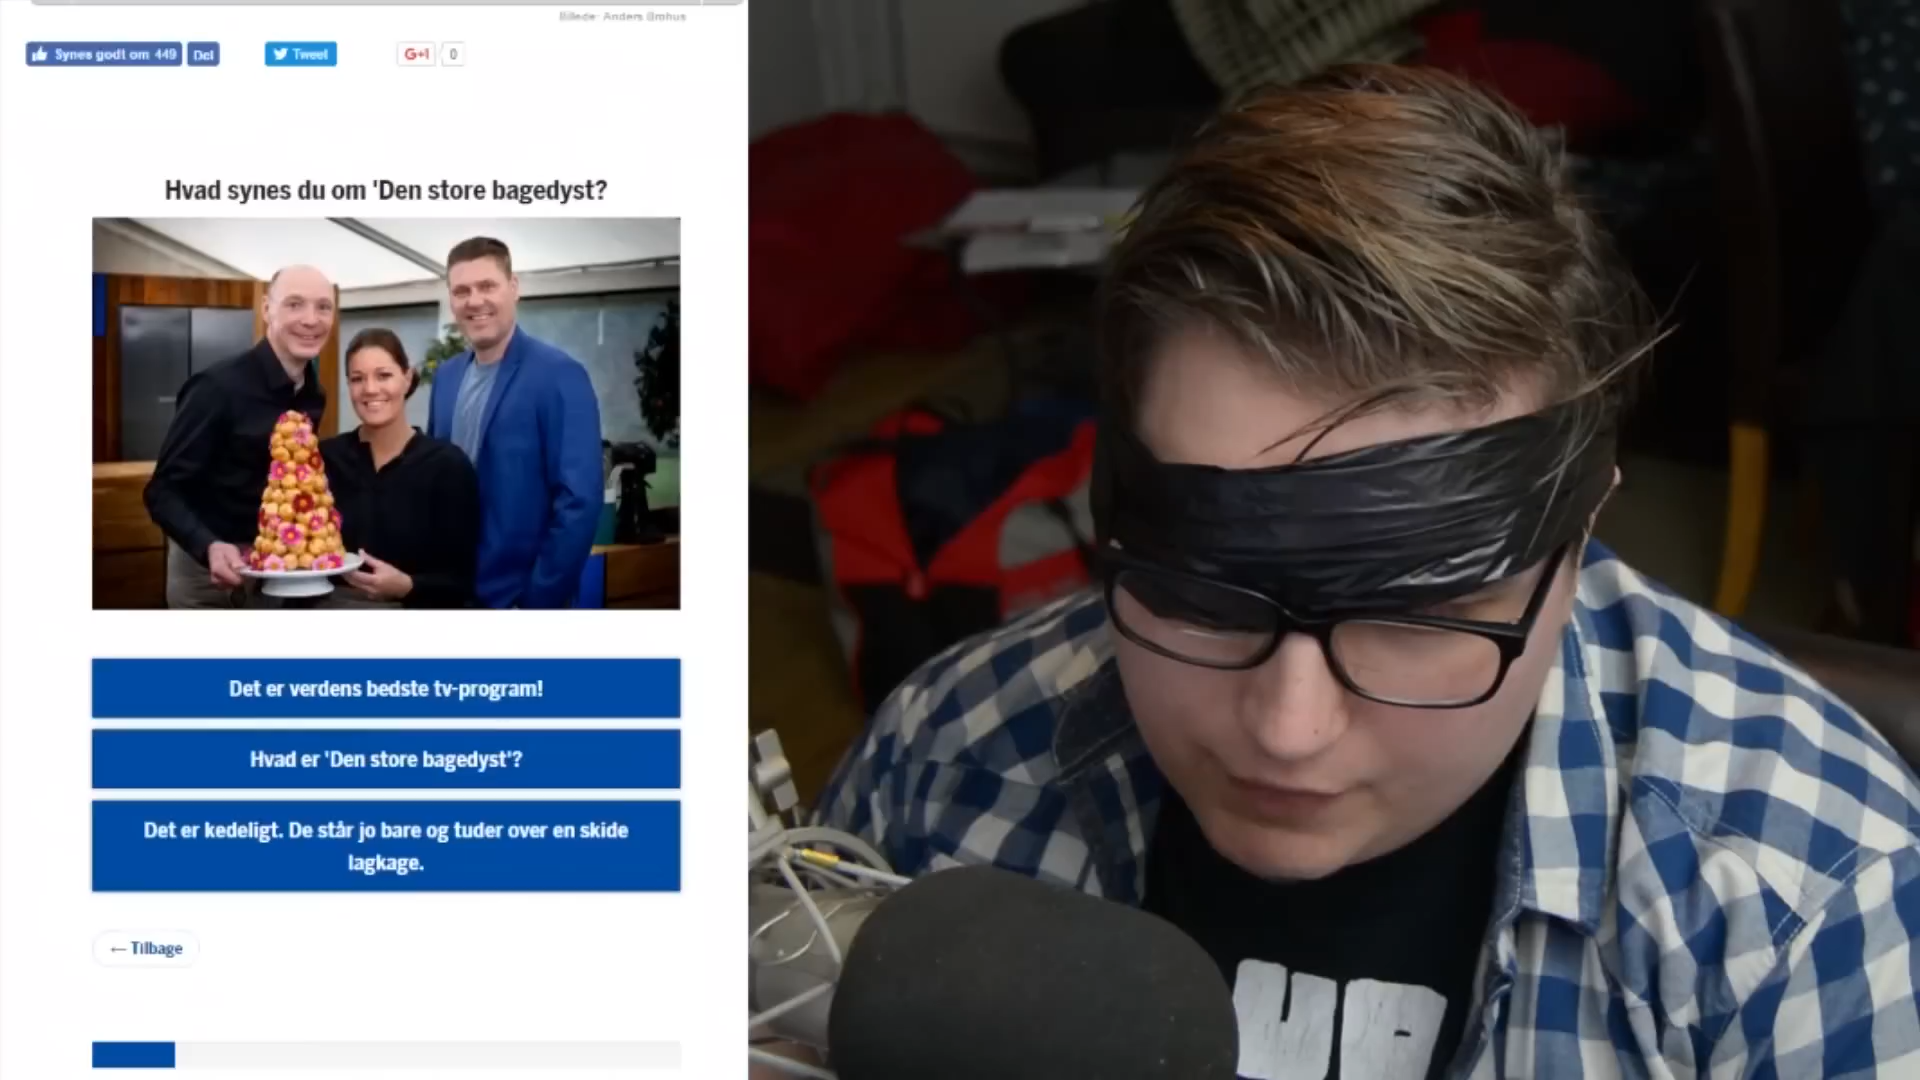 Billede: Anders Brohus
Synes godt om 449
Del
Tweet
G+1
0
Hvad synes du om 'Den store bagedyst?
Det er verdens bedste tv-program!
Hvad er 'Den store bagedyst'?
Det er kedeligt. De står jo bare og tuder over en skide
lagkage.
← Tilbage